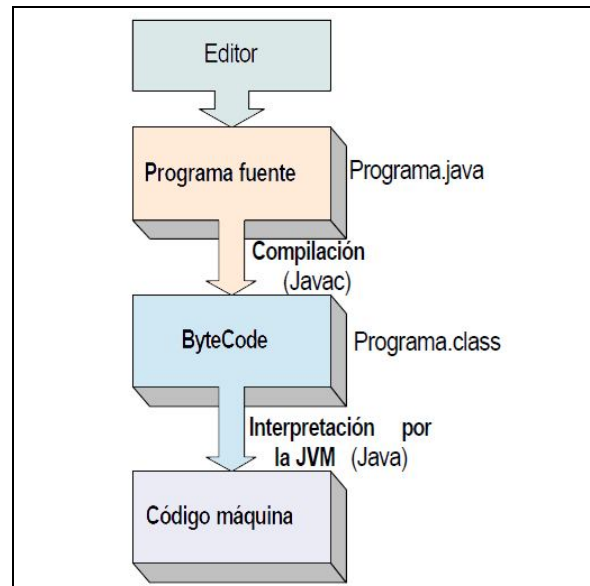 Editor
Programa fuente
Programa.java
Compilación
(Javac)
ByteCode
Programa.class
Interpretación por
la JVM (Java)
Código máquina